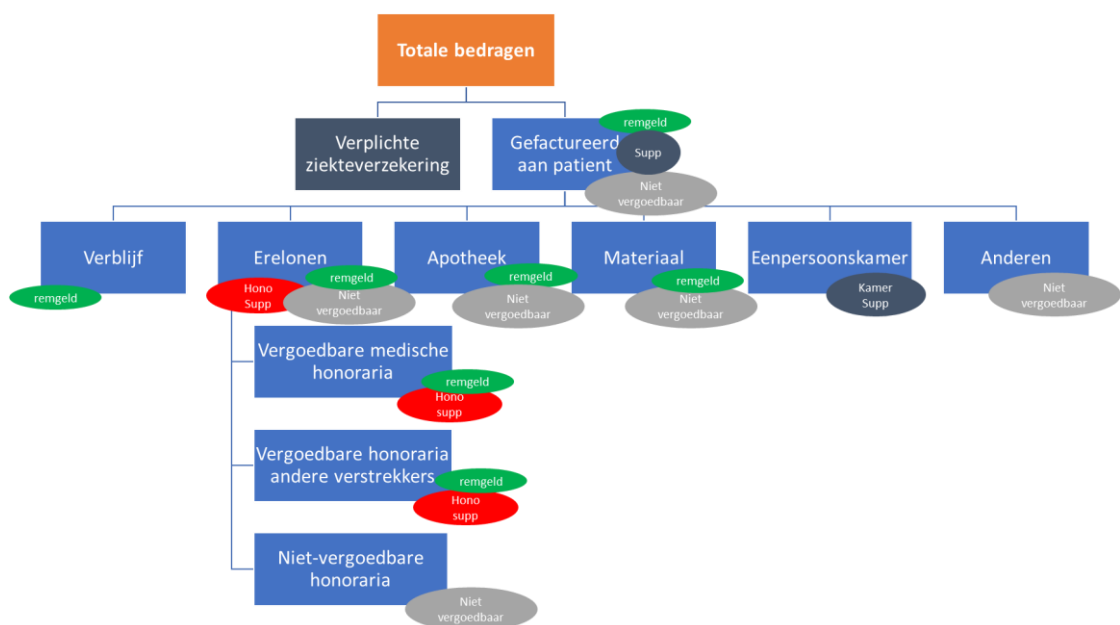 Totale bedragen
Verplichte
ziekteverzekering
Gefactureerd
aan patient
remgeld
Supp
Niet
vergoedbaar
Verblijf
remgeld
Erelonen
Hono
Supp
remgeld
Niet
vergoedbaar
Apotheek
remgeld
Niet
vergoedbaar
Materiaal
remgeld
Niet
vergoedbaar
Eenpersoonskamer
Kamer
Supp
Anderen
Niet
vergoedbaar
Vergoedbare medische
honoraria
remgeld
Hono
supp
Vergoedbare honoraria
andere verstrekkers
remgeld
Hono
supp
Niet-vergoedbare
honoraria
Niet
vergoedbaar